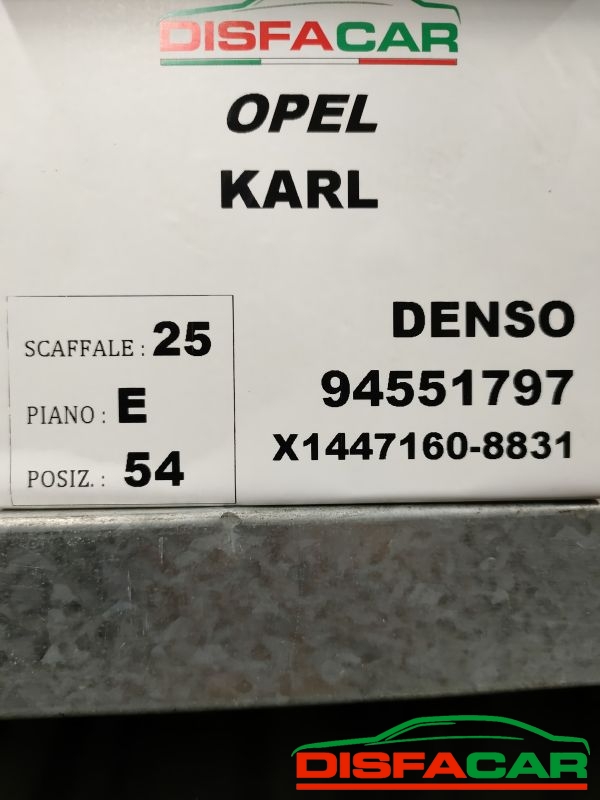 DISFACAR
OPEL
KARL
SCAFFALE : 25
PIANO : E
POSIZ. : 54
DENSO
94551797
X1447160-8831
DISFACAR